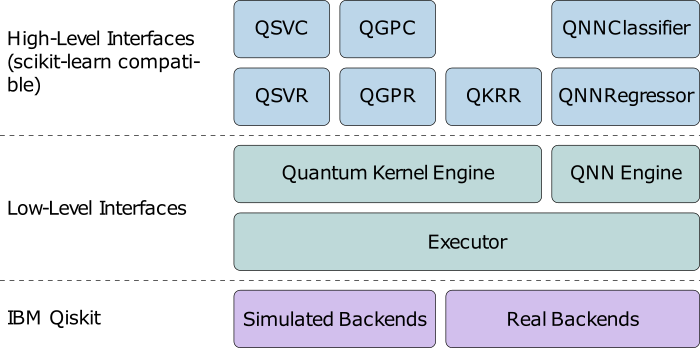 High-Level Interfaces
(scikit-learn compati-
ble)
QSVC QGPC QNNClassifier
QSVR QGPR QKRR QNNRegressor
Low-Level Interfaces
Quantum Kernel Engine QNN Engine
Executor
IBM Qiskit
Simulated Backends Real Backends